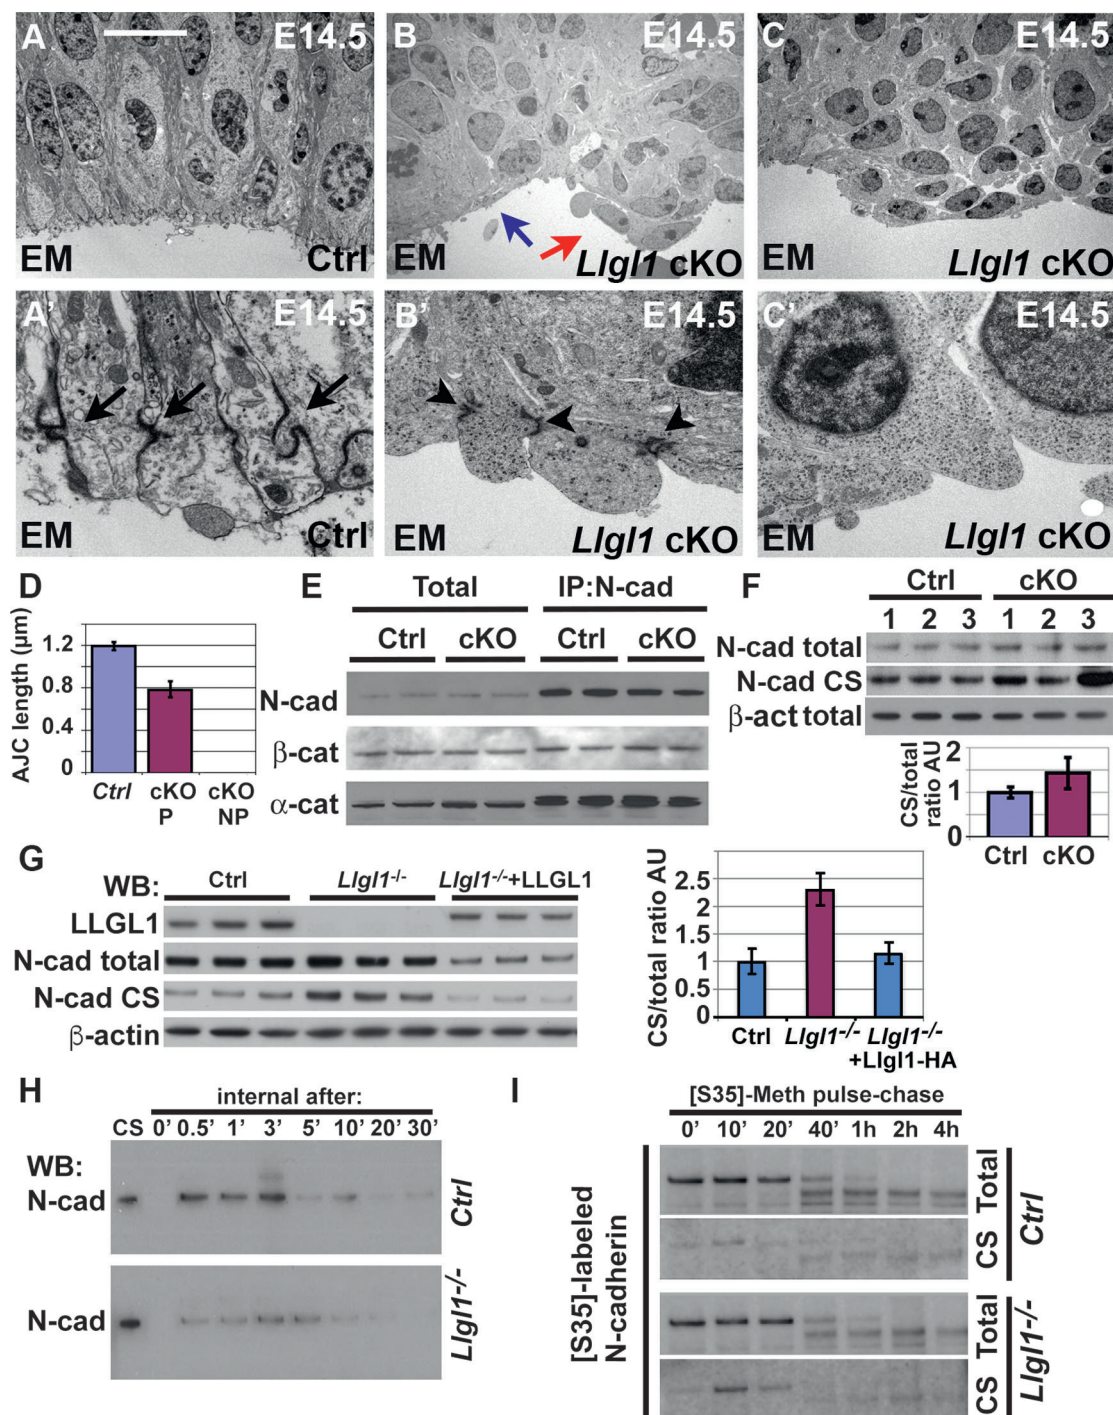 A E14.5
EM Ctrl
B E14.5
EM Llgl1 cKO
C E14.5
EM Llgl1 cKO
A' E14.5
EM Ctrl
B' E14.5
EM Llgl1 cKO
C' E14.5
EM Llgl1 cKO
D
AJC length (µm)
1.2
0.8
0.4
0
Ctrl cKO cKO
P NP
E
Total IP:N-cad
Ctrl cKO Ctrl cKO
N-cad
β-cat
α-cat
F
Ctrl cKO
1 2 3 1 2 3
N-cad total
N-cad CS
β-act total
CS/total
ratio AU
2
1
0
Ctrl cKO
G
WB: Ctrl Llgl1-/- Llgl1-/-+LLGL1
LLGL1
N-cad total
N-cad CS
β-actin
CS/total ratio AU
2.5
2
1.5
1
0.5
0
Ctrl Llgl1-/- Llgl1-/-
+Llgl1-HA
H
internal after:
CS 0' 0.5' 1' 3' 5' 10' 20' 30'
WB:
N-cad
Ctrl
N-cad
Llgl1-/-
I
[S35]-Meth pulse-chase
0' 10' 20' 40' 1h 2h 4h
[S35]-labeled
N-cadherin
Total
CS
Ctrl
Total
CS
Llgl1-/-